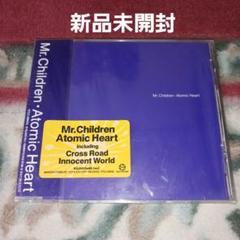 新品未開封
Mr.Children・Atomic Heart
Mr.Children・Atomic Heart
Mr.Children
Atomic Heart
including
Cross Road
Innocent World